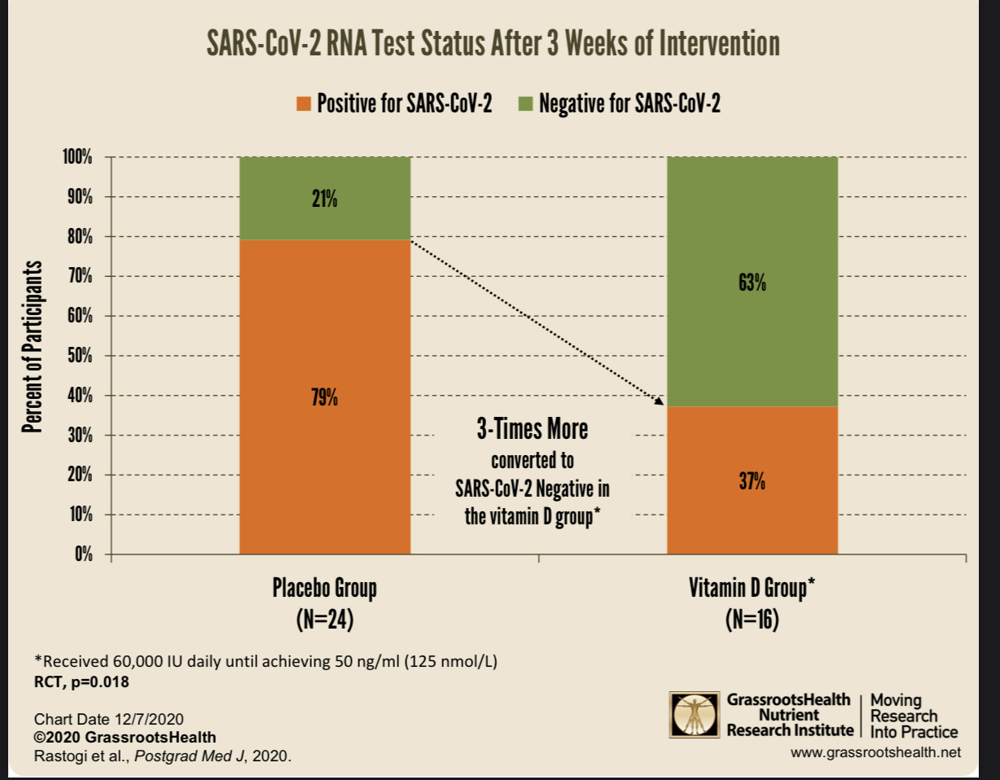 SARS-CoV-2 RNA Test Status After 3 Weeks of Intervention
Positive for SARS-CoV-2
Negative for SARS-CoV-2
Percent of Participants
100%
90%
80%
70%
60%
50%
40%
30%
20%
10%
0%
21%
79%
63%
37%
3-Times More
converted to
SARS-CoV-2 Negative in
the vitamin D group*
Placebo Group
(N=24)
Vitamin D Group*
(N=16)
*Received 60,000 IU daily until achieving 50 ng/ml (125 nmol/L)
RCT, p=0.018
Chart Date 12/7/2020
©2020 GrassrootsHealth
Rastogi et al., Postgrad Med J, 2020.
GrassrootsHealth
Nutrient
Research Institute
Moving
Research
Into Practice
www.grassrootshealth.net